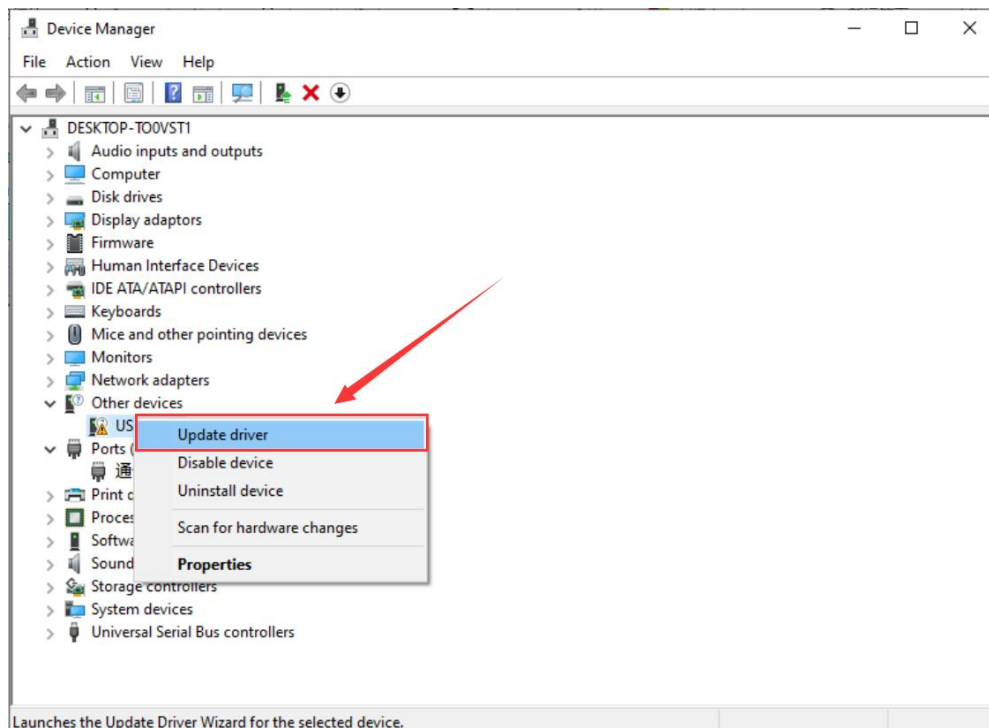 Device Manager
File Action View Help
DESKTOP-TO0VST1
Audio inputs and outputs
Computer
Disk drives
Display adaptors
Firmware
Human Interface Devices
IDE ATA/ATAPI controllers
Keyboards
Mice and other pointing devices
Monitors
Network adapters
Other devices
US
Update driver
Ports (
Disable device
通
Uninstall device
Print
Proces
Scan for hardware changes
Softwa
Sound
Properties
Storage controllers
System devices
Universal Serial Bus controllers
Launches the Update Driver Wizard for the selected device.